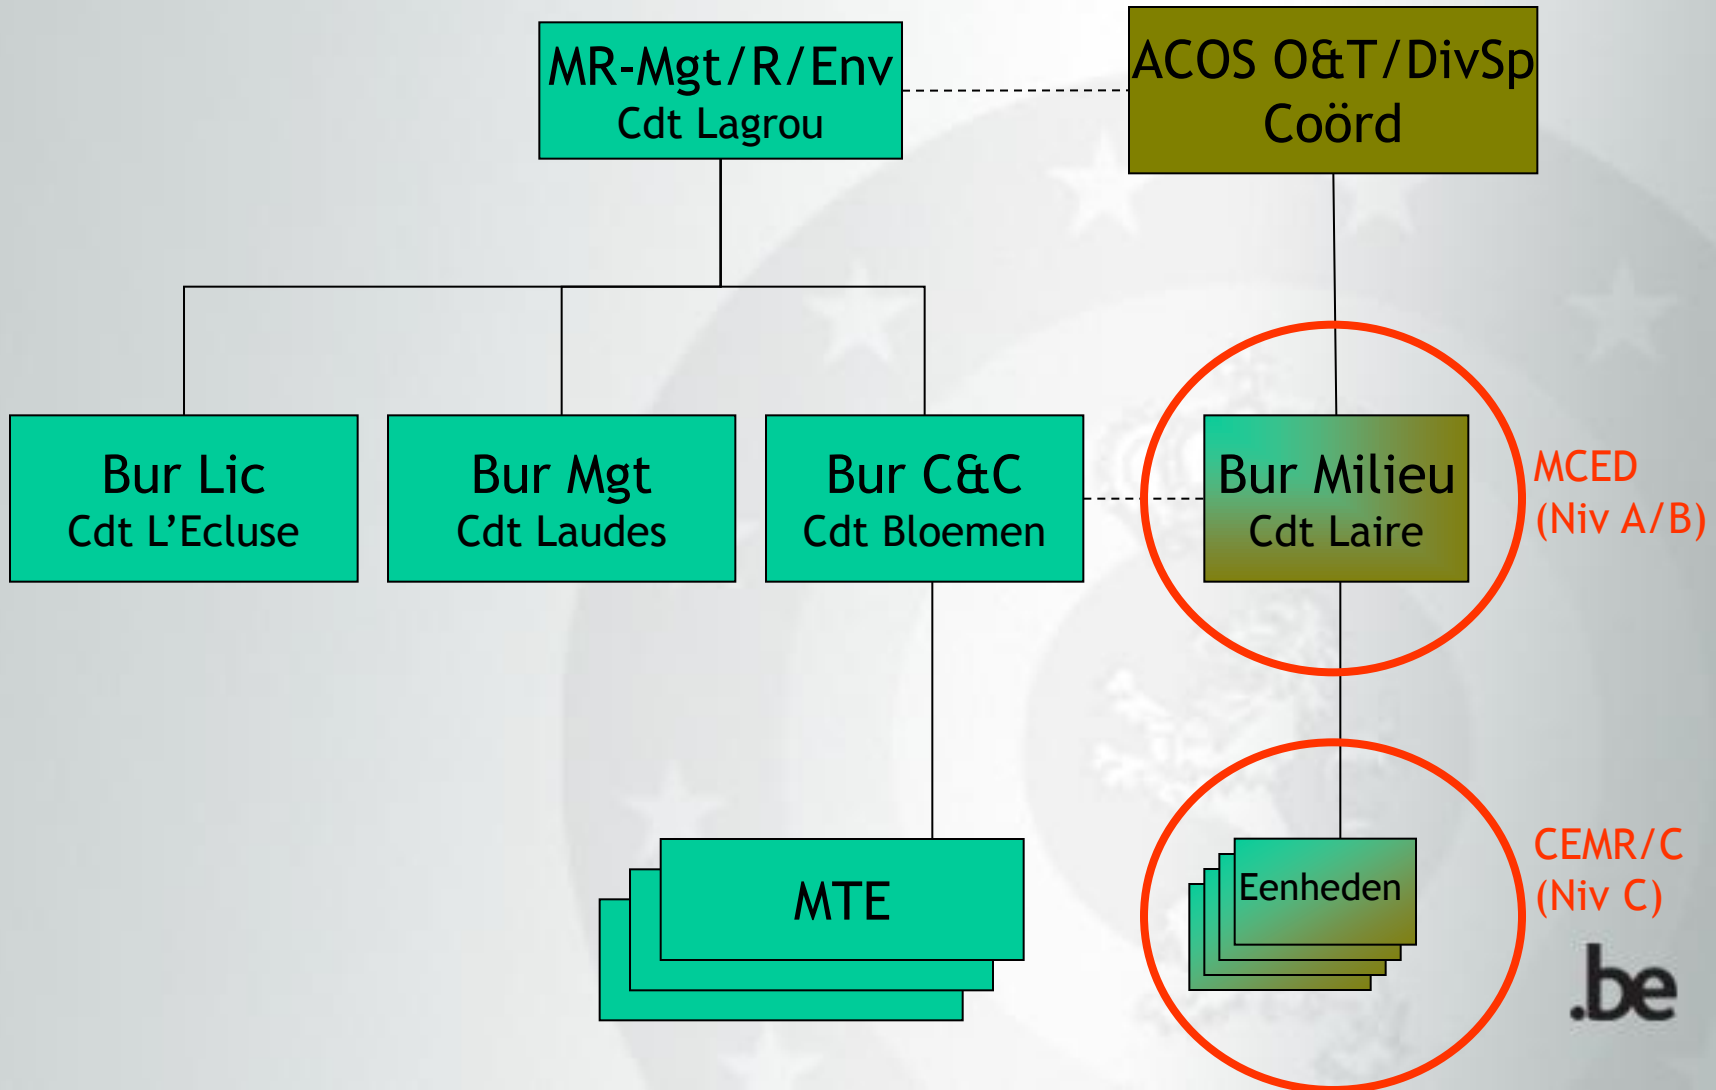 MR-Mgt/R/Env
Cdt Lagrou
ACOS O&T/DivSp
Coörd
Bur Lic
Cdt L’Ecluse
Bur Mgt
Cdt Laudes
Bur C&C
Cdt Bloemen
Bur Milieu
Cdt Laire
MCED
(Niv A/B)
MTE
Eenheden
CEMR/C
(Niv C)
.be